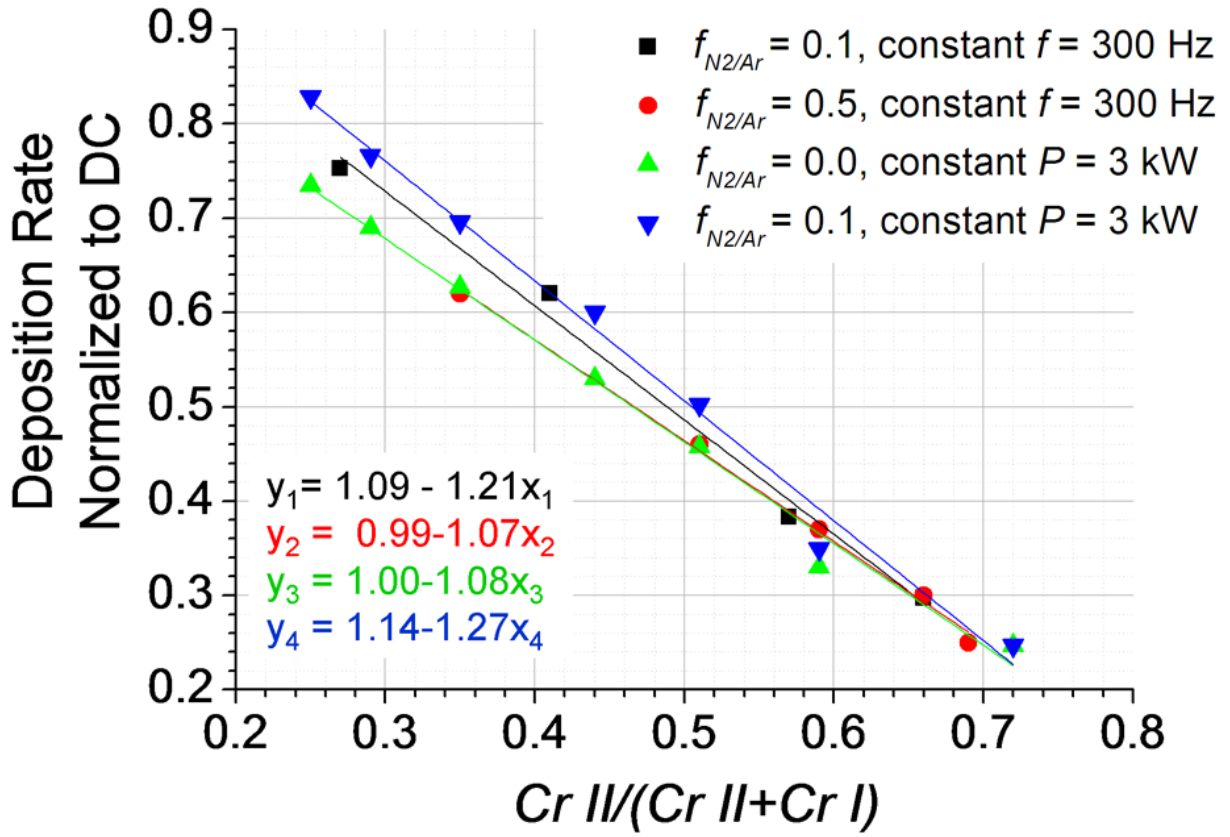 f_N2/Ar = 0.1, constant f = 300 Hz
f_N2/Ar = 0.5, constant f = 300 Hz
f_N2/Ar = 0.0, constant P = 3 kW
f_N2/Ar = 0.1, constant P = 3 kW
Deposition Rate
Normalized to DC
0.9
0.8
0.7
0.6
0.5
0.4
0.3
0.2
y1= 1.09 - 1.21x1
y2 = 0.99-1.07x2
y3 = 1.00-1.08x3
y4 = 1.14-1.27x4
0.2 0.3 0.4 0.5 0.6 0.7 0.8
Cr II/(Cr II+Cr I)